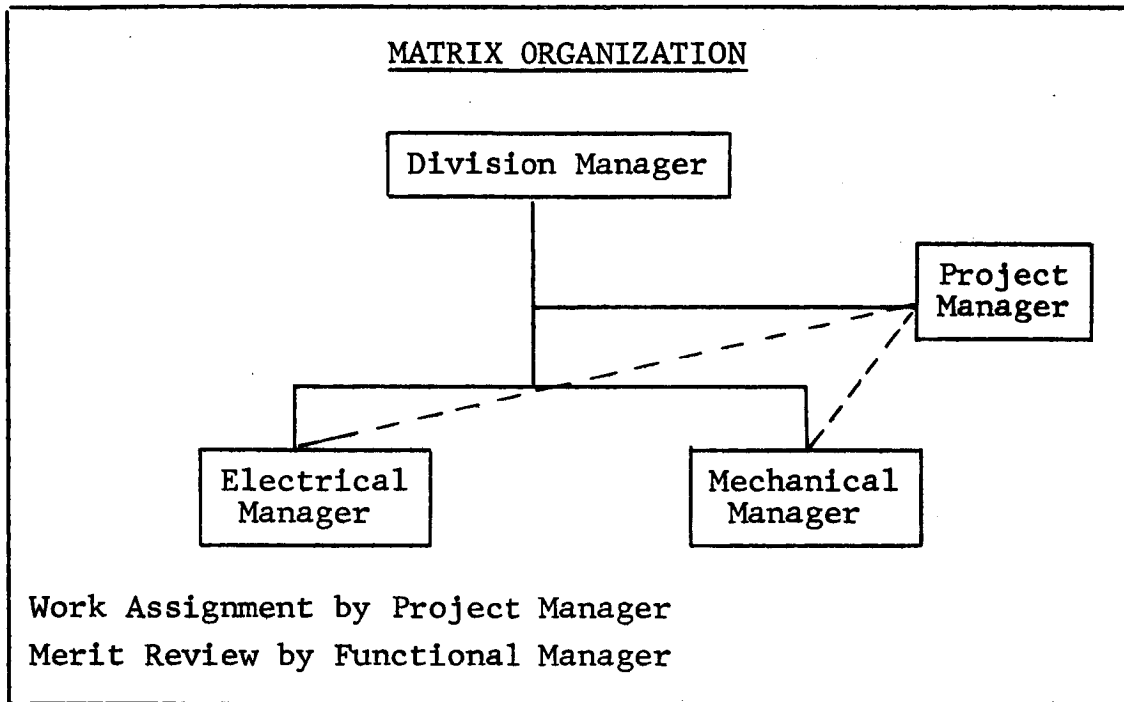 MATRIX ORGANIZATION
Division Manager
Project
Manager
Electrical
Manager
Mechanical
Manager
Work Assignment by Project Manager
Merit Review by Functional Manager